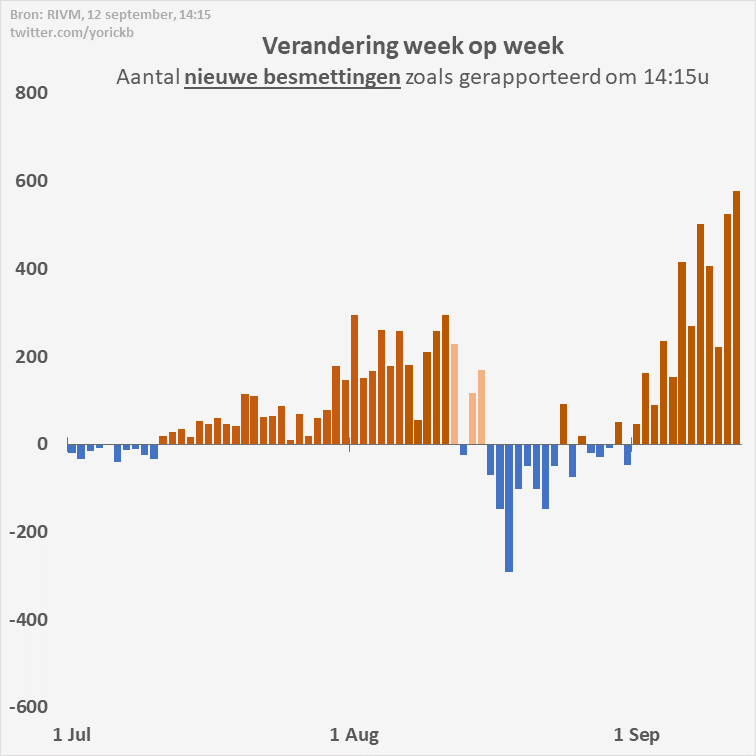 Bron: RIVM, 12 september, 14:15
twitter.com/yorickb
Verandering week op week
Aantal nieuwe besmettingen zoals gerapporteerd om 14:15u
800
600
400
200
0
-200
-400
-600
1 Jul
1 Aug
1 Sep